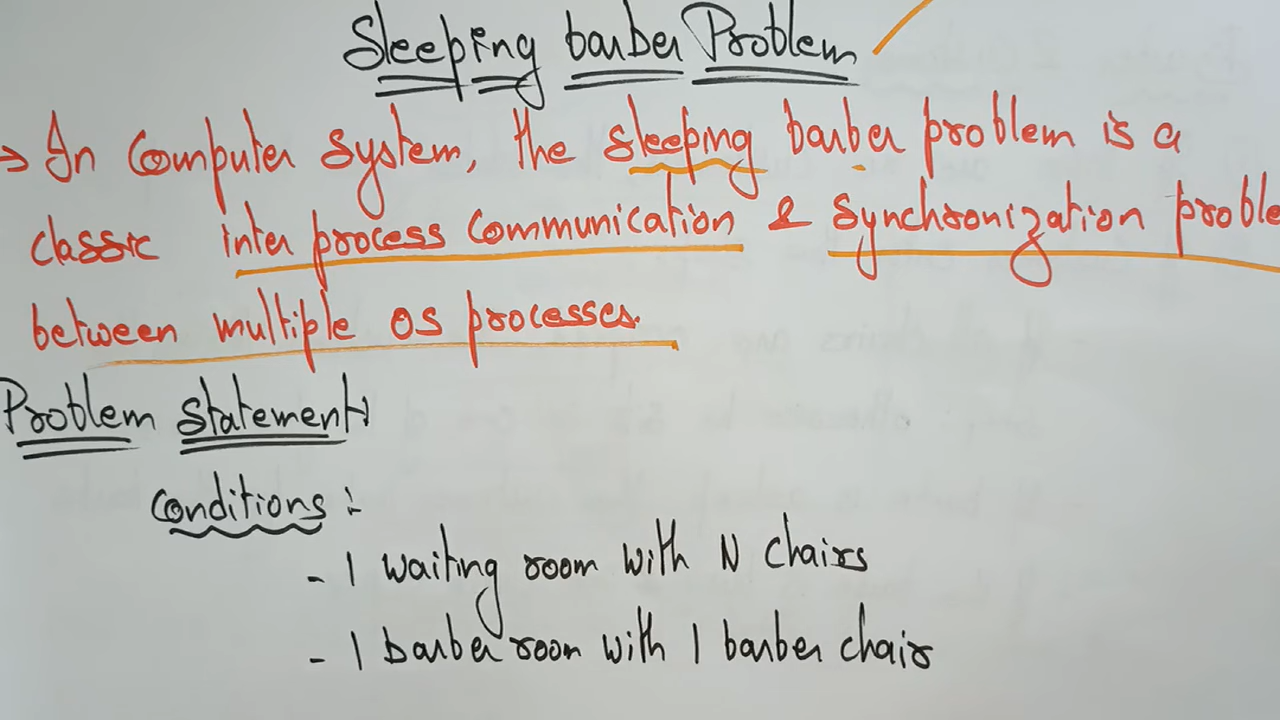 Sleeping barber Problem
→ In Computer system, the sleeping barber problem is a
classic inter process communication & synchronization proble
between multiple os processes.
Problem Statement:
Conditions :-
- 1 waiting room with N chairs
- 1 barber room with 1 barber chair